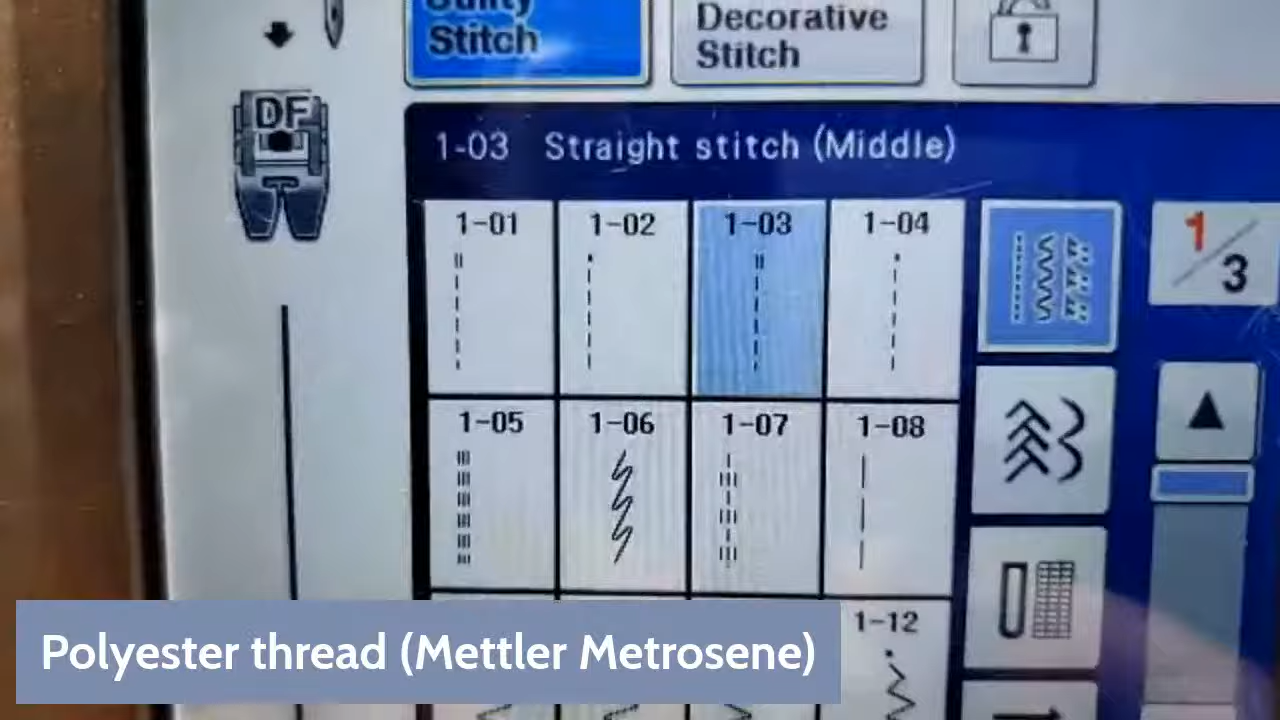 Utility
Stitch
Decorative
Stitch
DF
1-03 Straight stitch (Middle)
1-01
1-02
1-03
1-04
1/3
1-05
1-06
1-07
1-08
1-12
Polyester thread (Mettler Metrosene)